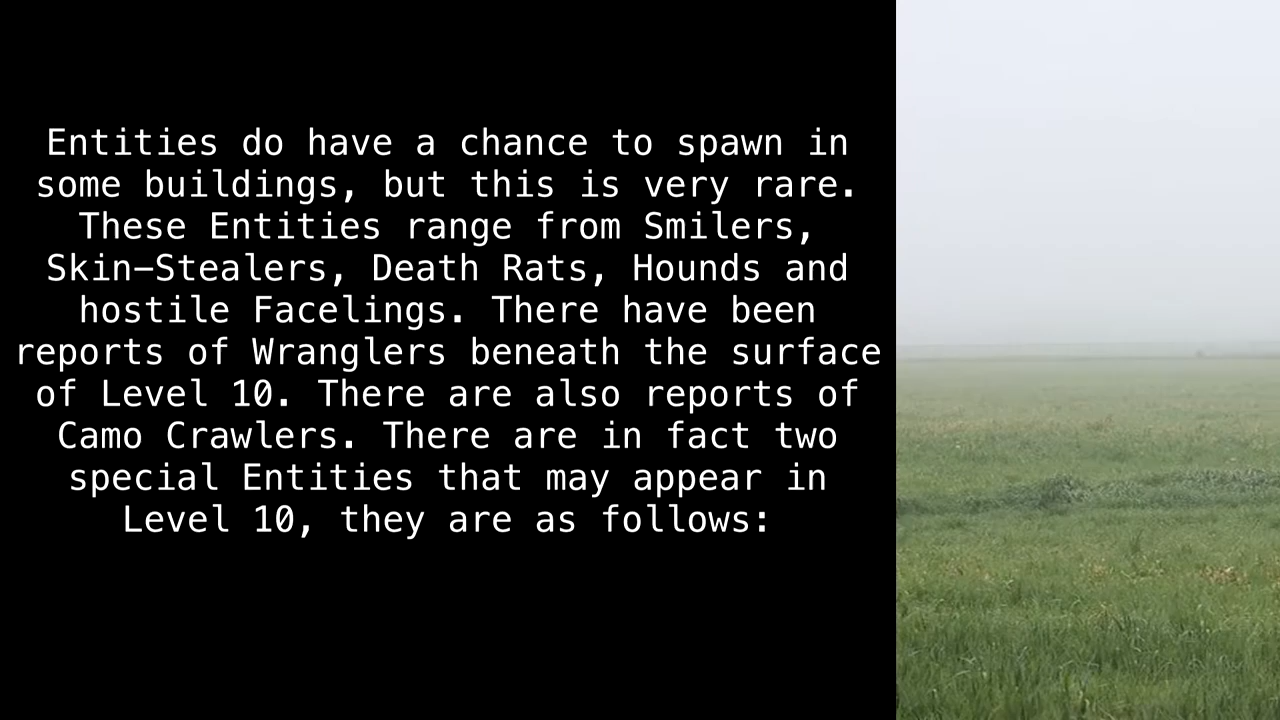 Entities do have a chance to spawn in
some buildings, but this is very rare.
These Entities range from Smilers,
Skin-Stealers, Death Rats, Hounds and
hostile Facelings. There have been
reports of Wranglers beneath the surface
of Level 10. There are also reports of
Camo Crawlers. There are in fact two
special Entities that may appear in
Level 10, they are as follows: